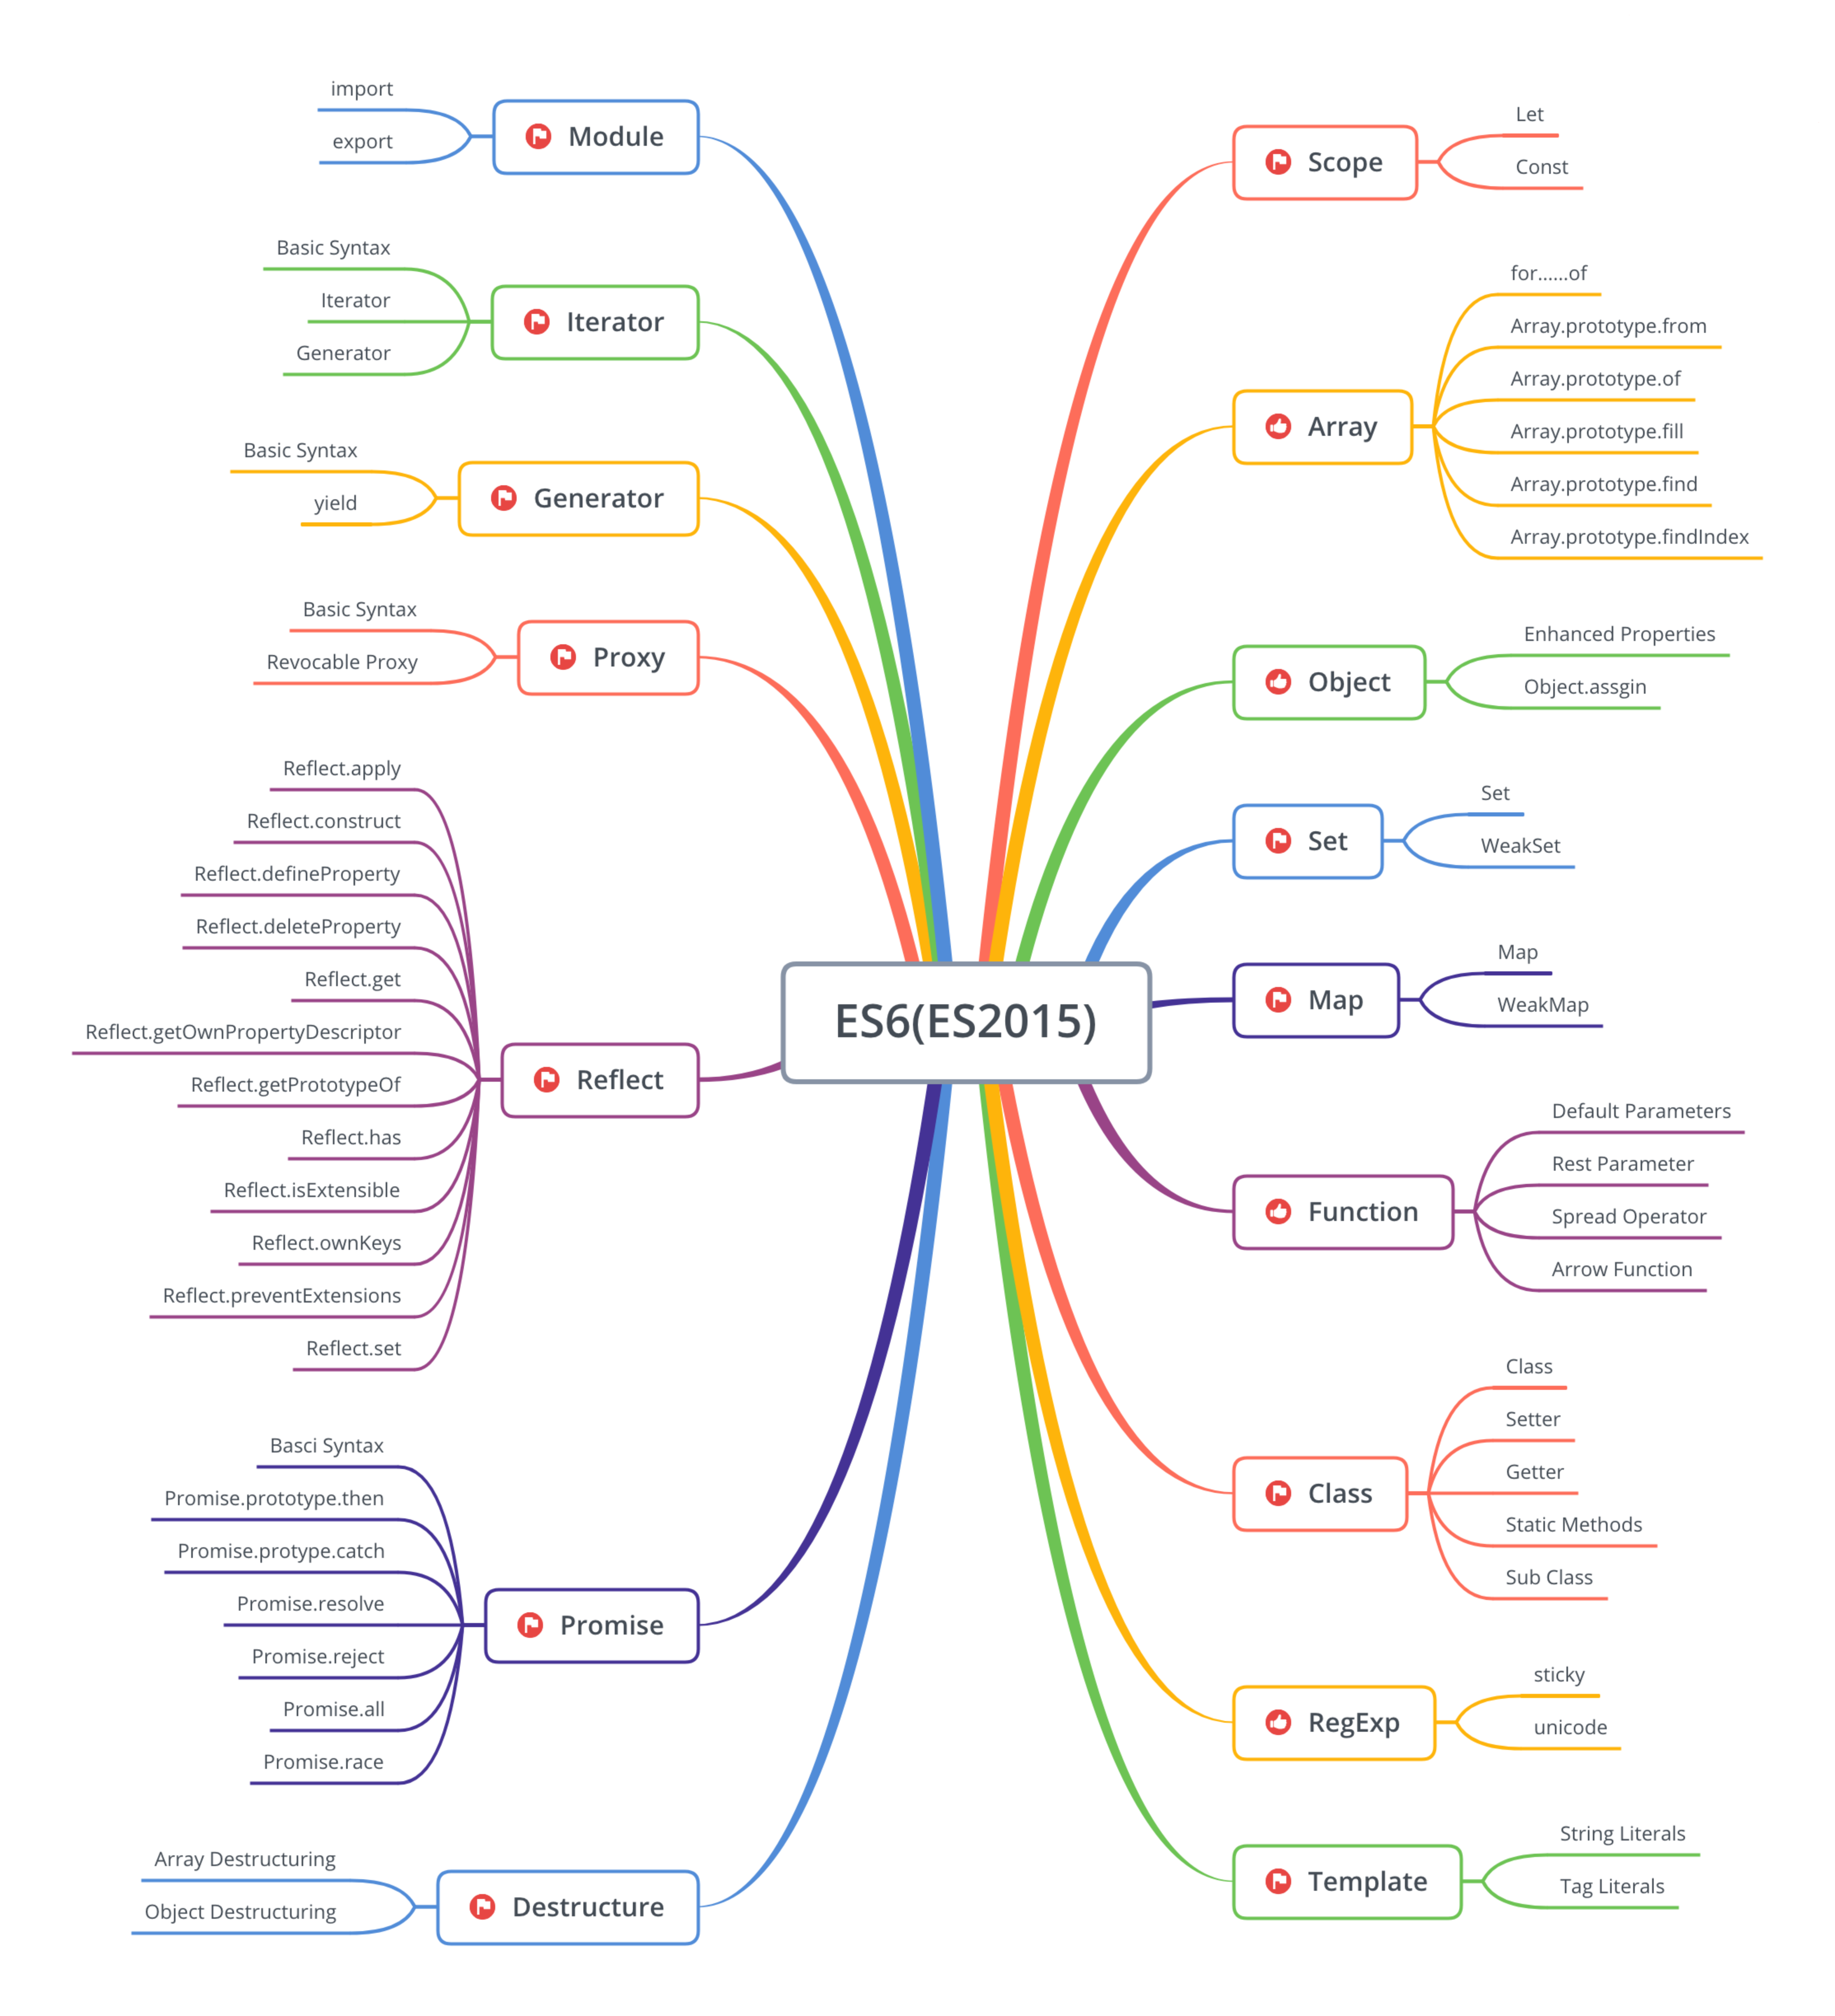 ES6(ES2015)
Module
import
export
Iterator
Basic Syntax
Iterator
Generator
Generator
Basic Syntax
yield
Proxy
Basic Syntax
Revocable Proxy
Reflect
Reflect.apply
Reflect.construct
Reflect.defineProperty
Reflect.deleteProperty
Reflect.get
Reflect.getOwnPropertyDescriptor
Reflect.getPrototypeOf
Reflect.has
Reflect.isExtensible
Reflect.ownKeys
Reflect.preventExtensions
Reflect.set
Promise
Basci Syntax
Promise.prototype.then
Promise.protype.catch
Promise.resolve
Promise.reject
Promise.all
Promise.race
Destructure
Array Destructuring
Object Destructuring
Scope
Let
Const
Array
for......of
Array.prototype.from
Array.prototype.of
Array.prototype.fill
Array.prototype.find
Array.prototype.findIndex
Object
Enhanced Properties
Object.assgin
Set
Set
WeakSet
Map
Map
WeakMap
Function
Default Parameters
Rest Parameter
Spread Operator
Arrow Function
Class
Class
Setter
Getter
Static Methods
Sub Class
RegExp
sticky
unicode
Template
String Literals
Tag Literals